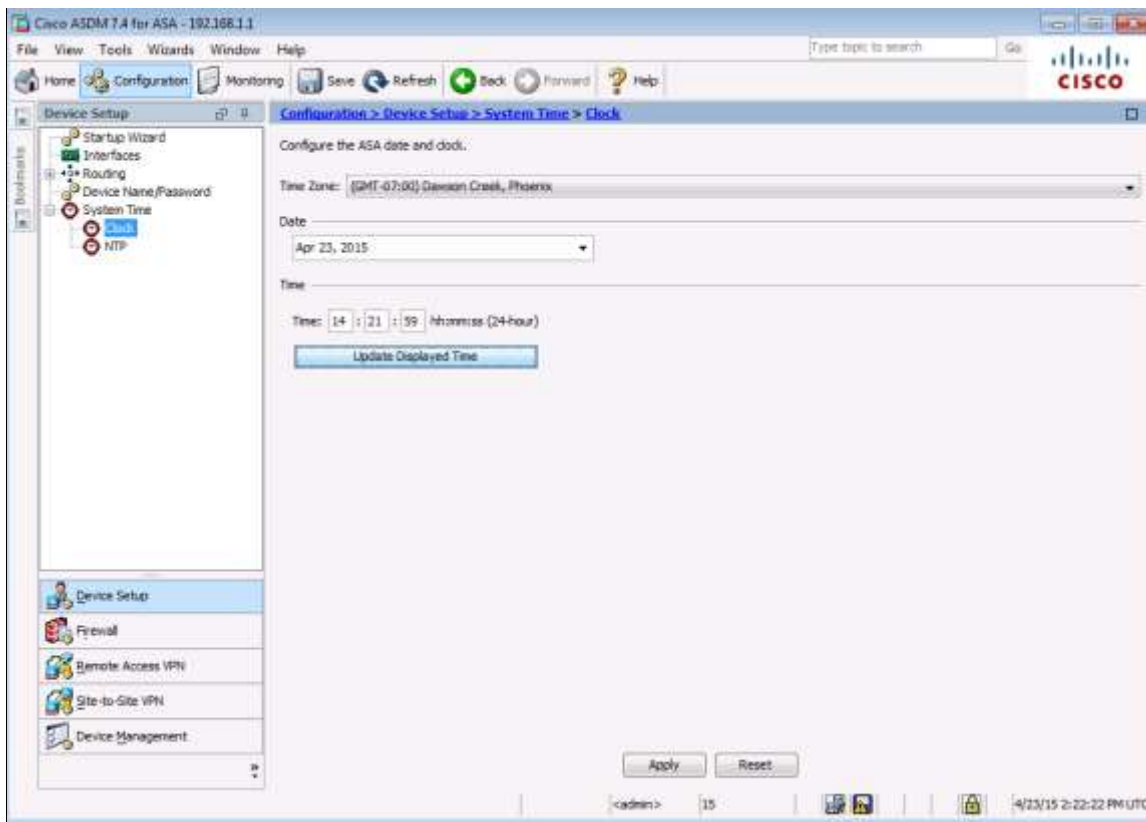 Cisco ASDM 7.4 for ASA - 192.168.1.1
File View Tools Wizards Window Help
Type topic to search Go
CISCO
Home Configuration Monitoring Save Refresh Back Forward Help
Bookmarks
Device Setup
Startup Wizard
Interfaces
Routing
Device Name/Password
System Time
Clock
NTP
Device Setup
Firewall
Remote Access VPN
Site-to-Site VPN
Device Management
Configuration > Device Setup > System Time > Clock
Configure the ASA date and clock.
Time Zone: (GMT-07:00) Dawson Creek, Phoenix
Date
Apr 23, 2015
Time
Time: 14 : 21 : 59 hh:mm:ss (24-hour)
Update Displayed Time
Apply Reset
<admin> 15 4/23/15 2:22:22 PM UTC